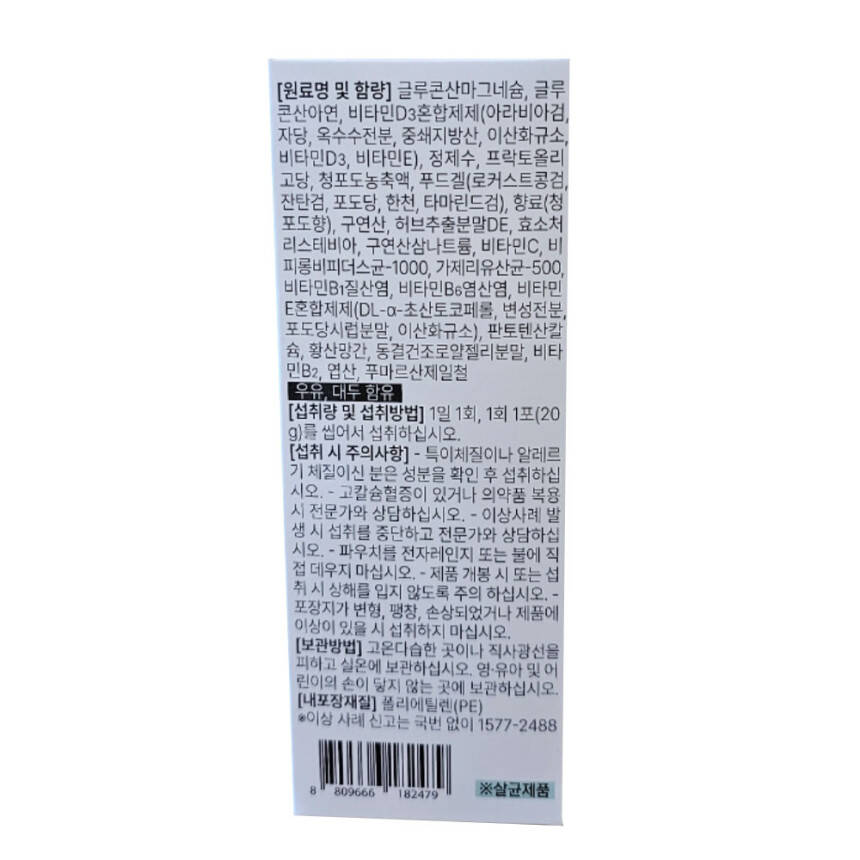 [원료명 및 함량] 글루콘산마그네슘, 글루
콘산아연, 비타민D3혼합제제(아라비아검,
자당, 옥수수전분, 중쇄지방산, 이산화규소,
비타민D3, 비타민E), 정제수, 프락토올리
고당, 청포도농축액, 푸드겔(로커스트콩검,
잔탄검, 포도당, 한천, 타마린드검), 향료(청
포도향), 구연산, 허브추출분말DE, 효소처
리스테비아, 구연산삼나트륨, 비타민C, 비
피롱비피더스균-1000, 가제리유산균-500,
비타민B1질산염, 비타민B6염산염, 비타민
E혼합제제(DL-α-초산토코페롤, 변성전분,
포도당시럽분말, 이산화규소), 판토텐산칼
슘, 황산망간, 동결건조로얄젤리분말, 비타
민B2, 엽산, 푸마르산제일철
우유, 대두 함유
[섭취량 및 섭취방법] 1일 1회, 1회 1포(20
g)를 씹어서 섭취하십시오.
[섭취 시 주의사항] - 특이체질이나 알레르
기 체질이신 분은 성분을 확인 후 섭취하십
시오. - 고칼슘혈증이 있거나 의약품 복용
시 전문가와 상담하십시오. - 이상사례 발
생 시 섭취를 중단하고 전문가와 상담하십
시오. - 파우치를 전자레인지 또는 불에 직
접 데우지 마십시오. - 제품 개봉 시 또는 섭
취 시 상해를 입지 않도록 주의 하십시오. -
포장지가 변형, 팽창, 손상되었거나 제품에
이상이 있을 시 섭취하지 마십시오.
[보관방법] 고온다습한 곳이나 직사광선을
피하고 실온에 보관하십시오. 영·유아 및 어
린이의 손이 닿지 않는 곳에 보관하십시오.
[내포장재질] 폴리에틸렌(PE)
※이상 사례 신고는 국번 없이 1577-2488
8 809666 182479
※살균제품